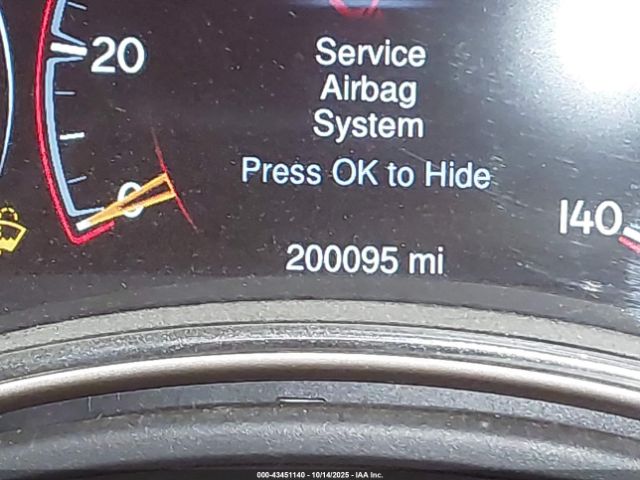 20
Service
Airbag
System
Press OK to Hide
0
140
200095 mi
000-43451140 - 10/14/2025 - IAA Inc.